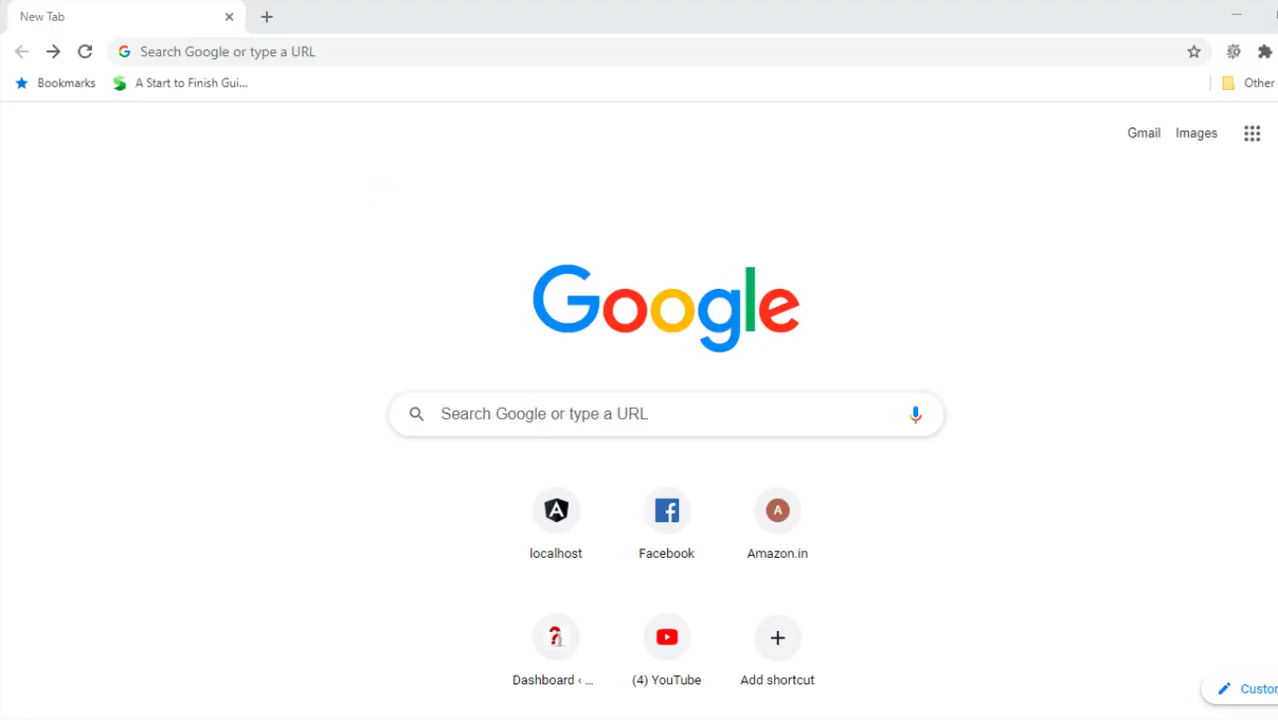 New Tab
Search Google or type a URL
Bookmarks
A Start to Finish Gui...
Other
Gmail
Images
Google
Search Google or type a URL
localhost
Facebook
A
Amazon.in
Dashboard ‹ ...
(4) YouTube
Add shortcut
Custo